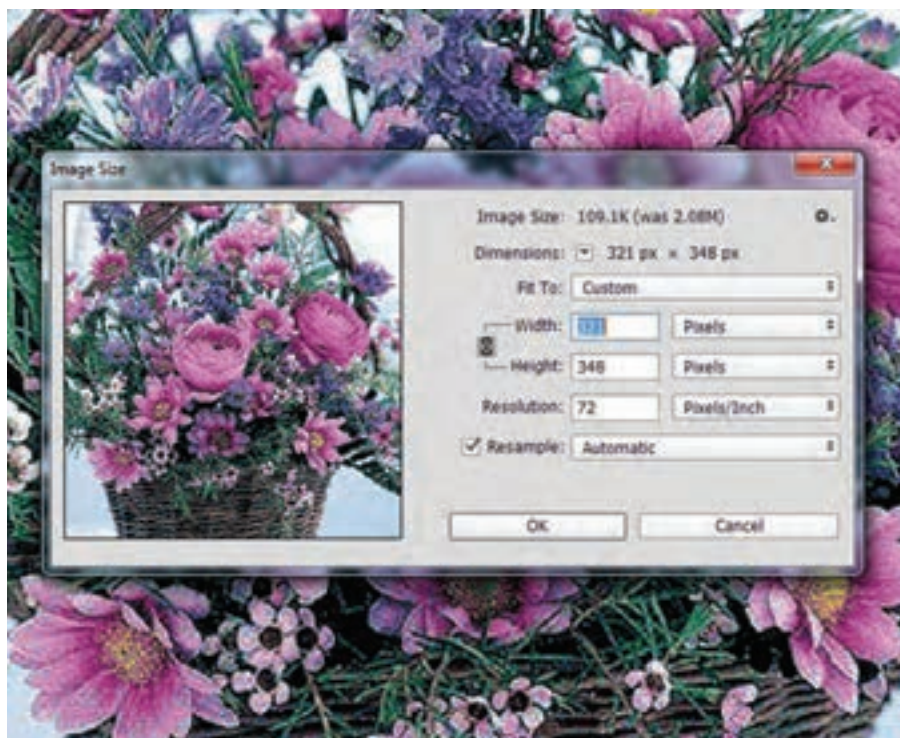 Image Size
Image Size: 109.1K (was 2.08M)
Dimensions: 321 px × 348 px
Fit To: Custom
Width: 321 Pixels
Height: 348 Pixels
Resolution: 72 Pixels/Inch
Resample: Automatic
OK Cancel